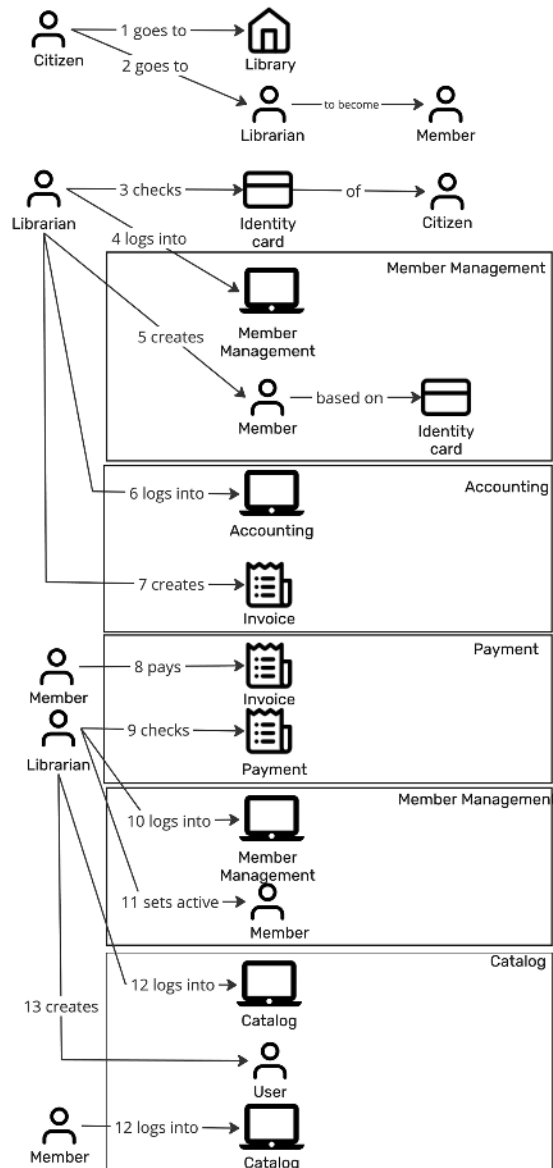 1 goes to
Citizen
Library
2 goes to
Librarian
to become
Member
Librarian
3 checks
Identity
card
of
Citizen
4 logs into
Member Management
Member
Management
5 creates
Member
based on
Identity
card
Accounting
6 logs into
Accounting
7 creates
Invoice
Payment
Member
8 pays
Invoice
Librarian
9 checks
Payment
Member Management
10 logs into
Member
Management
11 sets active
Member
Catalog
12 logs into
Catalog
13 creates
User
Member
12 logs into
Catalog